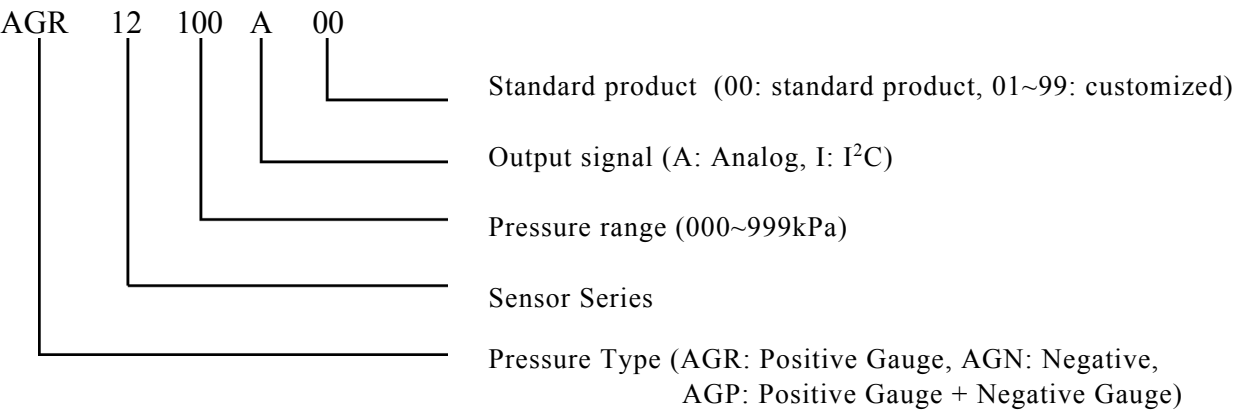 AGR 12 100 A 00
Standard product (00: standard product, 01~99: customized)
Output signal (A: Analog, I: I²C)
Pressure range (000~999kPa)
Sensor Series
Pressure Type (AGR: Positive Gauge, AGN: Negative,
AGP: Positive Gauge + Negative Gauge)